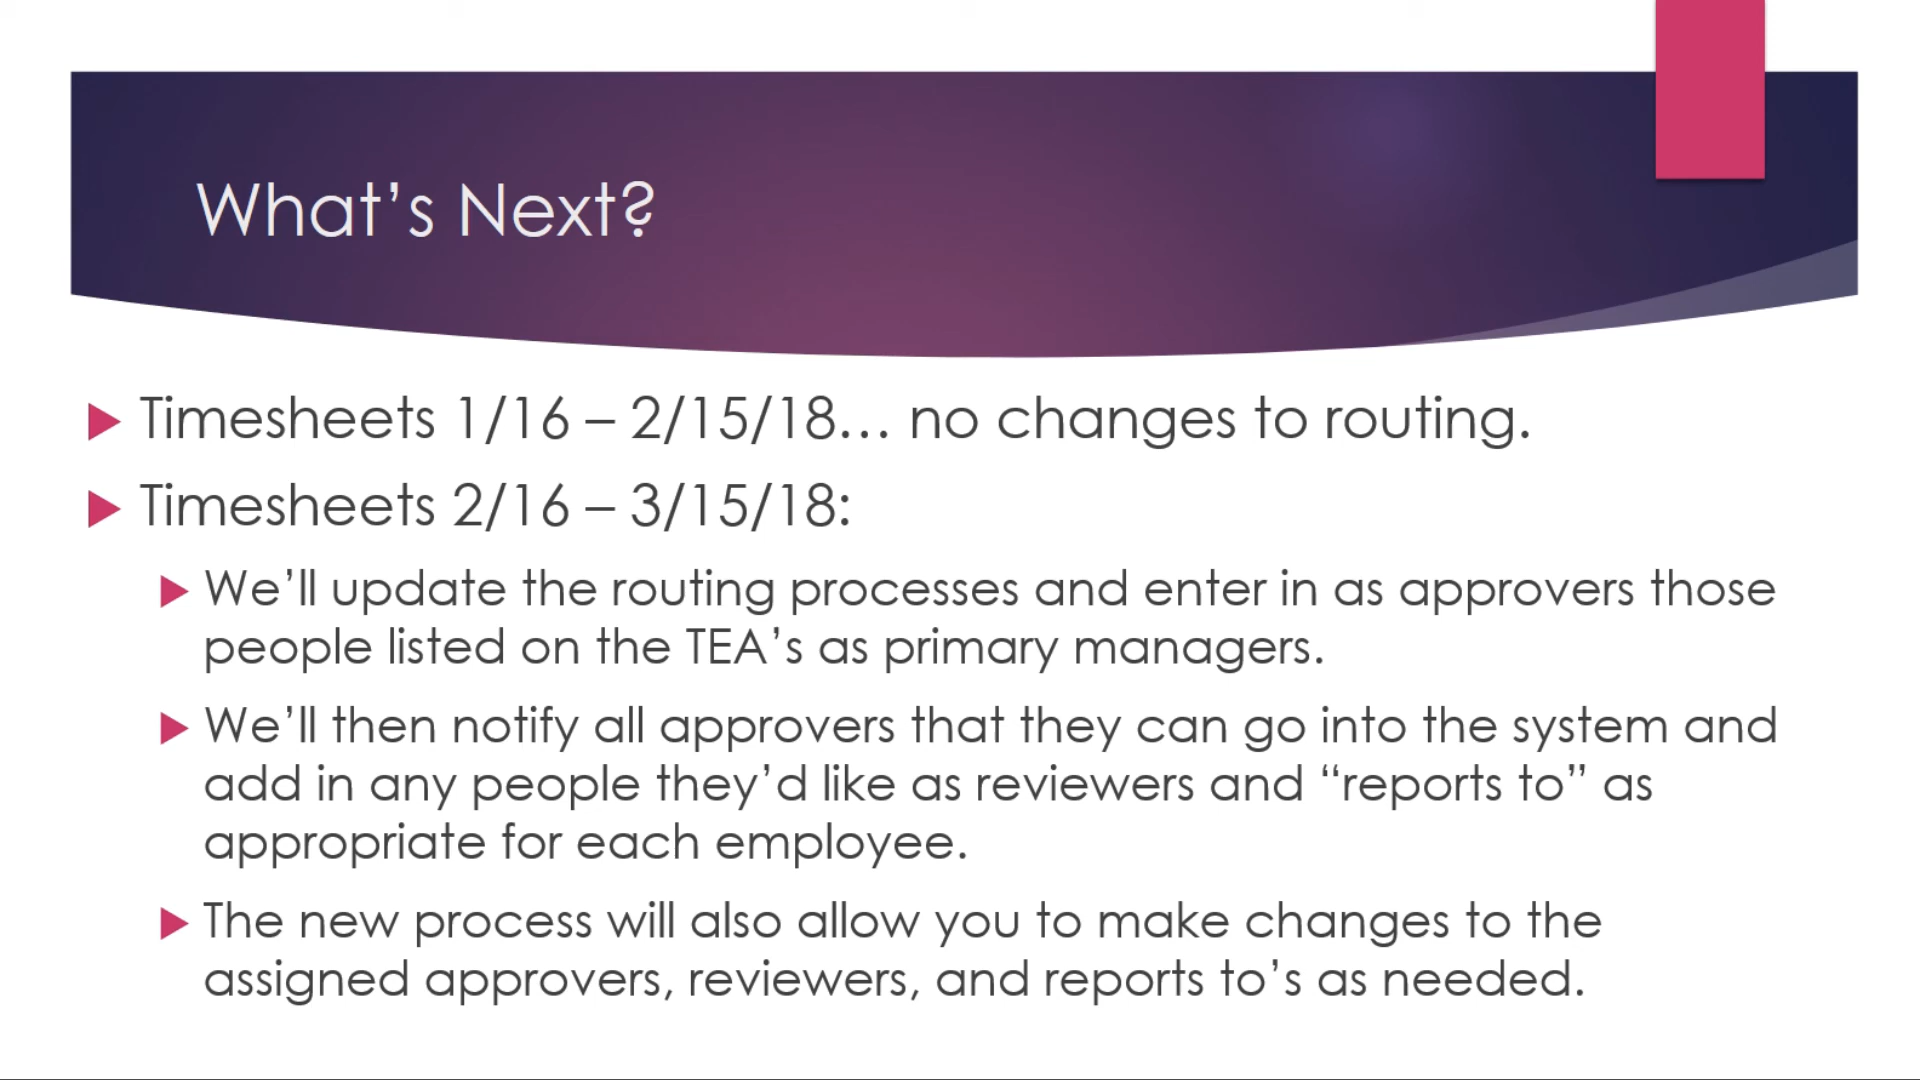 What’s Next?
Timesheets 1/16 – 2/15/18… no changes to routing.
Timesheets 2/16 – 3/15/18:
We’ll update the routing processes and enter in as approvers those
people listed on the TEA’s as primary managers.
We’ll then notify all approvers that they can go into the system and
add in any people they’d like as reviewers and “reports to” as
appropriate for each employee.
The new process will also allow you to make changes to the
assigned approvers, reviewers, and reports to’s as needed.